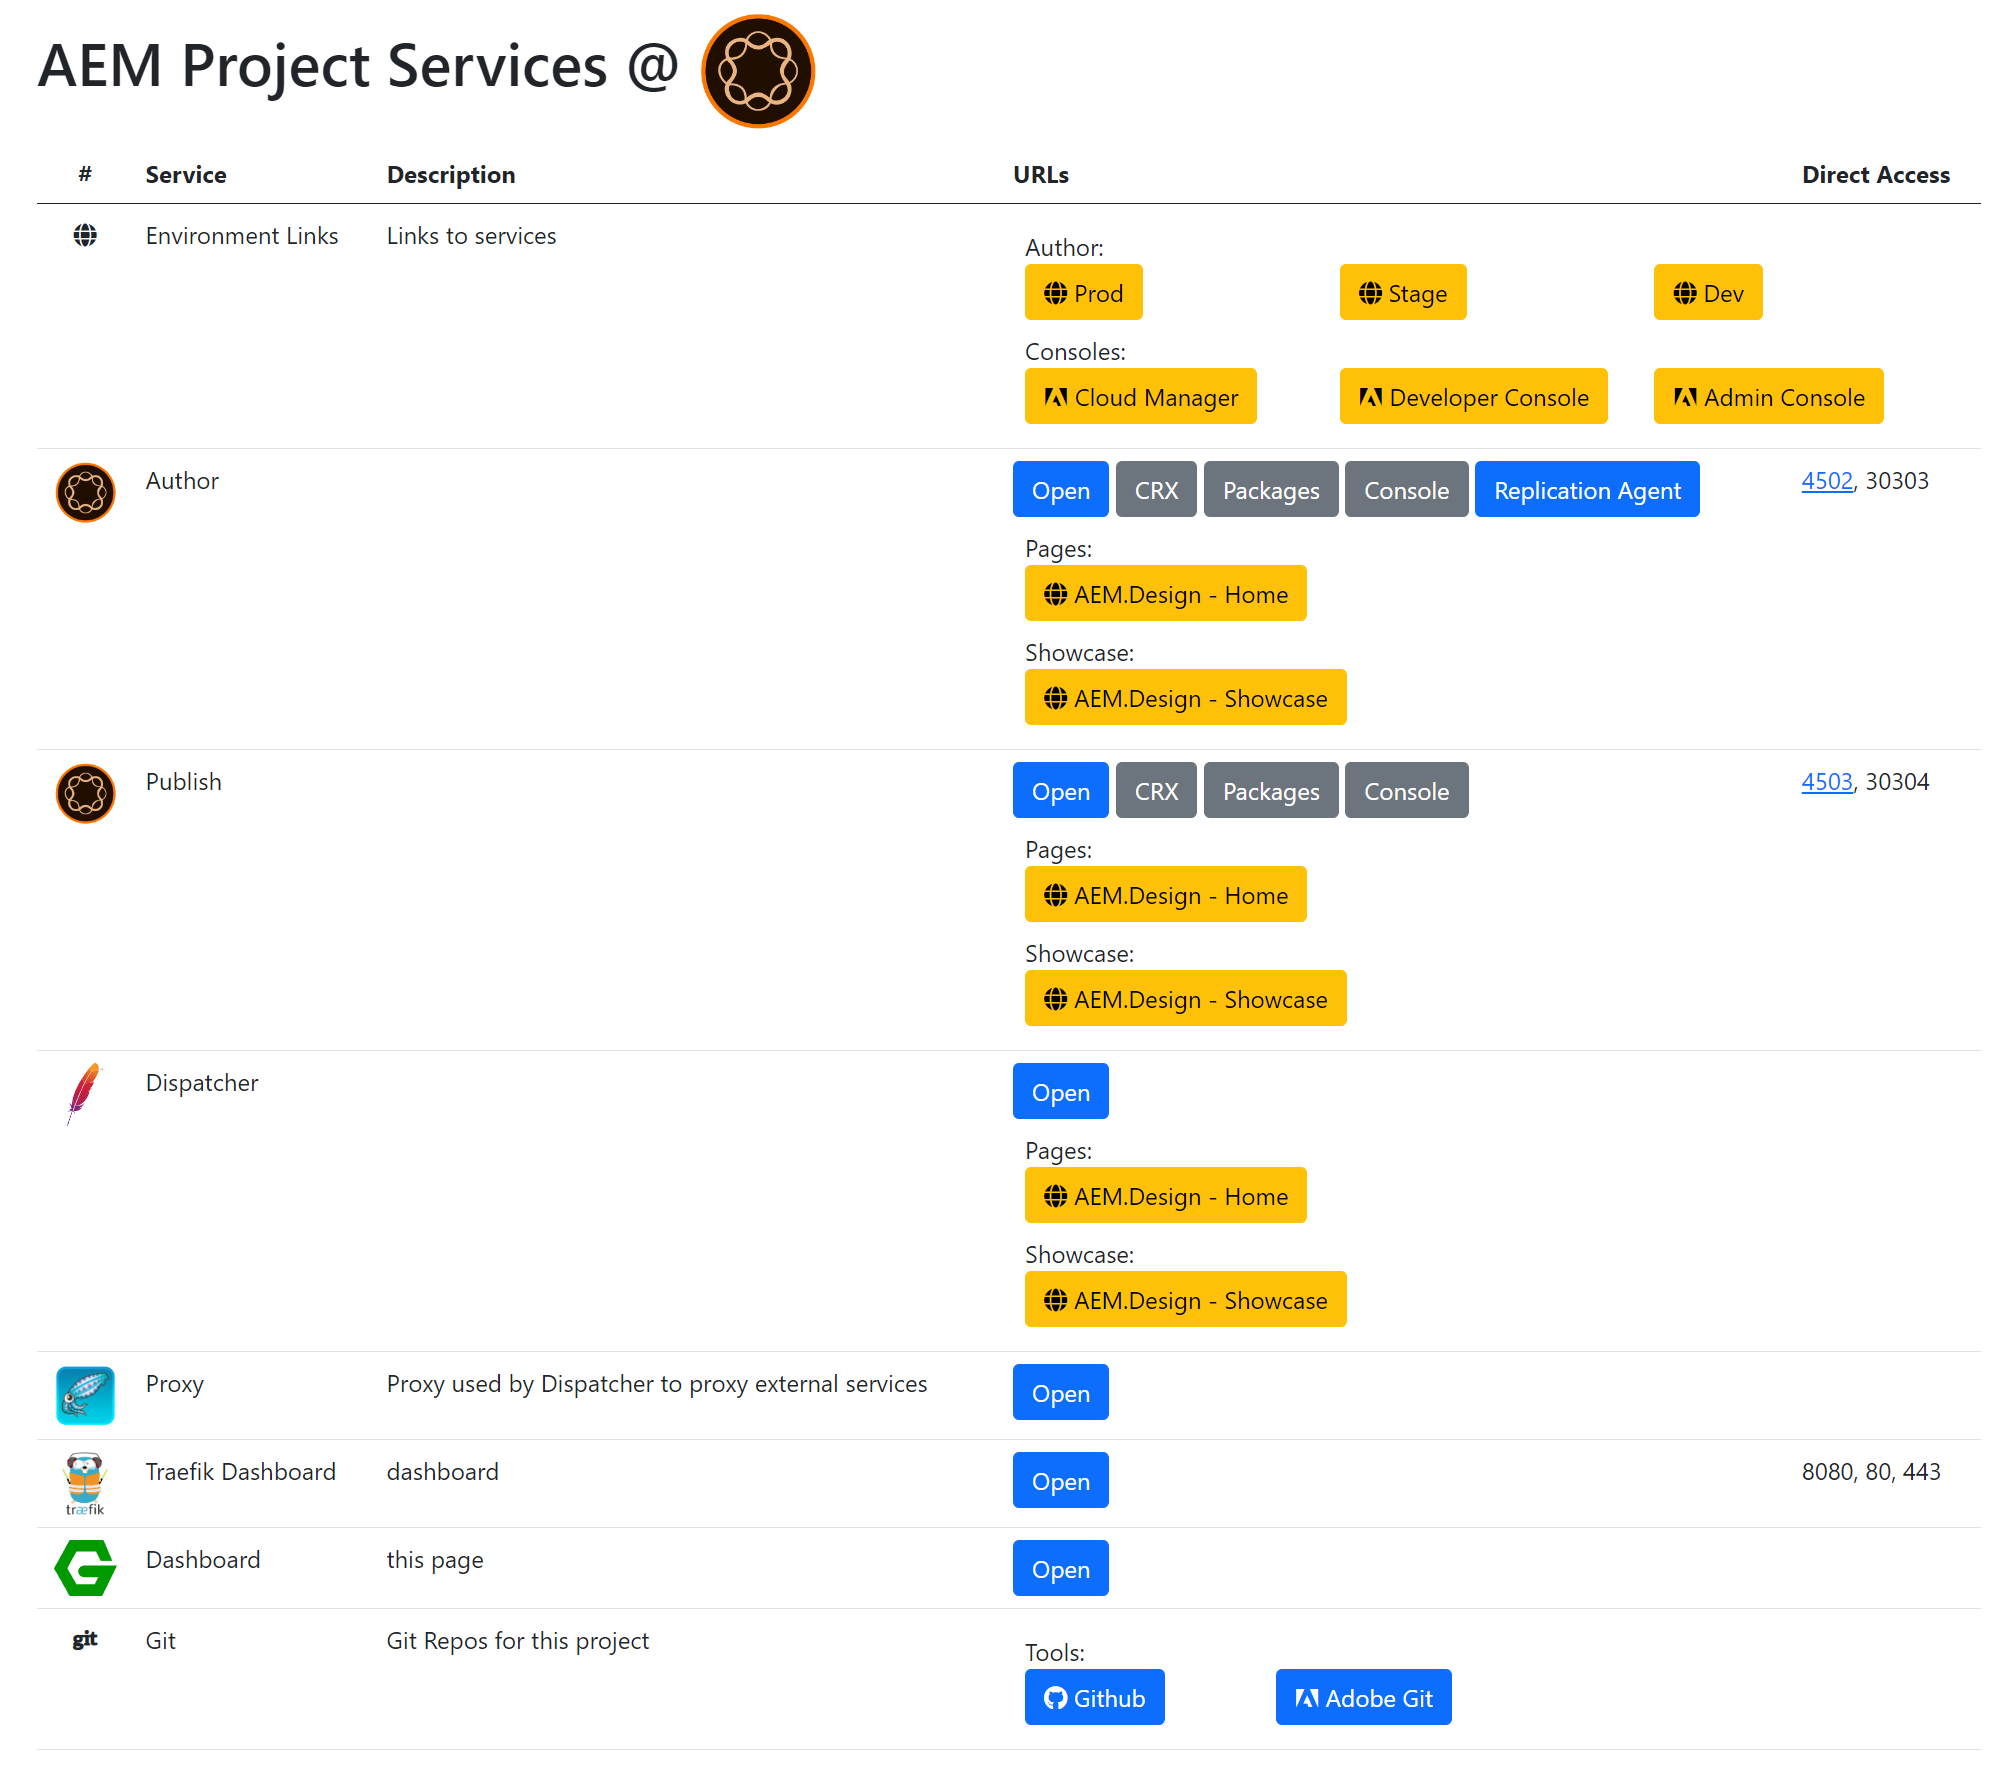 AEM Project Services @
# Service Description URLs Direct Access
Environment Links Links to services
Author:
Prod Stage Dev
Consoles:
Cloud Manager Developer Console Admin Console
Author Open CRX Packages Console Replication Agent 4502, 30303
Pages:
AEM.Design - Home
Showcase:
AEM.Design - Showcase
Publish Open CRX Packages Console 4503, 30304
Pages:
AEM.Design - Home
Showcase:
AEM.Design - Showcase
Dispatcher Open
Pages:
AEM.Design - Home
Showcase:
AEM.Design - Showcase
Proxy Proxy used by Dispatcher to proxy external services Open
Traefik Dashboard dashboard Open 8080, 80, 443
træfik
Dashboard this page Open
git Git Git Repos for this project
Tools:
Github Adobe Git